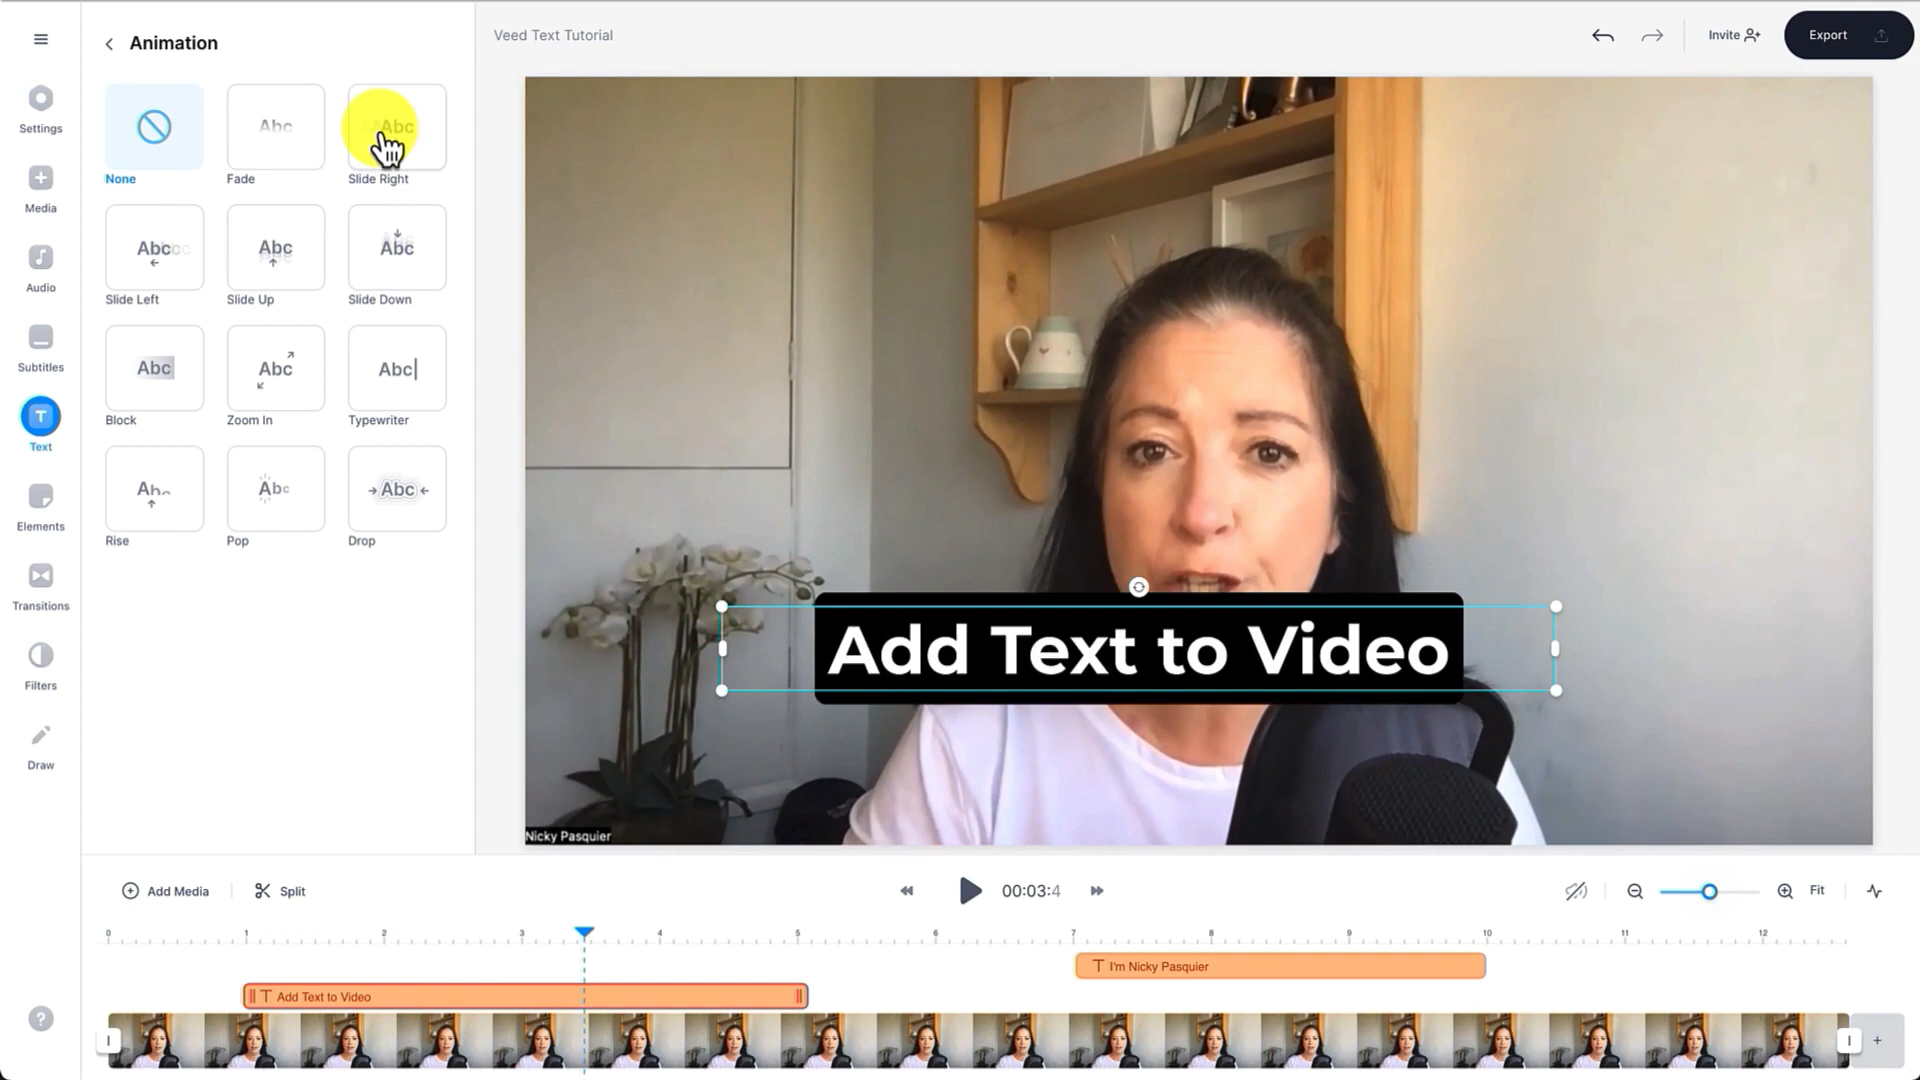 Animation
Veed Text Tutorial
Invite
Export
Settings
Media
Audio
Subtitles
T
Text
Elements
Transitions
Filters
Draw
?
None
Abc
Fade
Abc
Slide Right
Abc
Slide Left
Abc
Slide Up
Abc
Slide Down
Abc
Block
Abc
Zoom In
Abc
Typewriter
Abc
Rise
Abc
Pop
Abc
Drop
Add Text to Video
Nicky Pasquier
Add Media
Split
00:03:4
Fit
0 1 2 3 4 5 6 7 8 9 10 11 12
T I'm Nicky Pasquier
T Add Text to Video